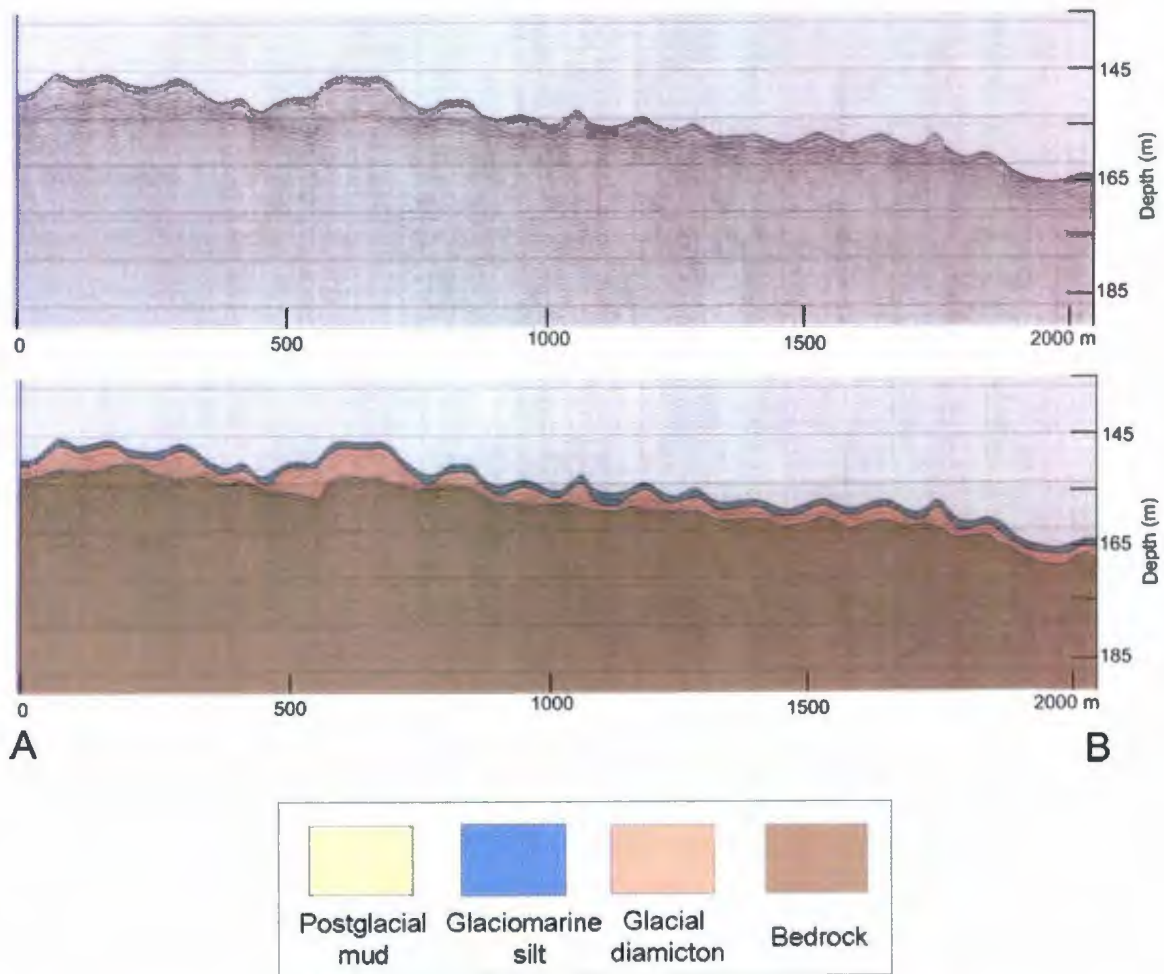 145
165
185
Depth (m)
0 500 1000 1500 2000 m
145
165
185
Depth (m)
0 500 1000 1500 2000 m
A B
Postglacial mud
Glaciomarine silt
Glacial diamicton
Bedrock